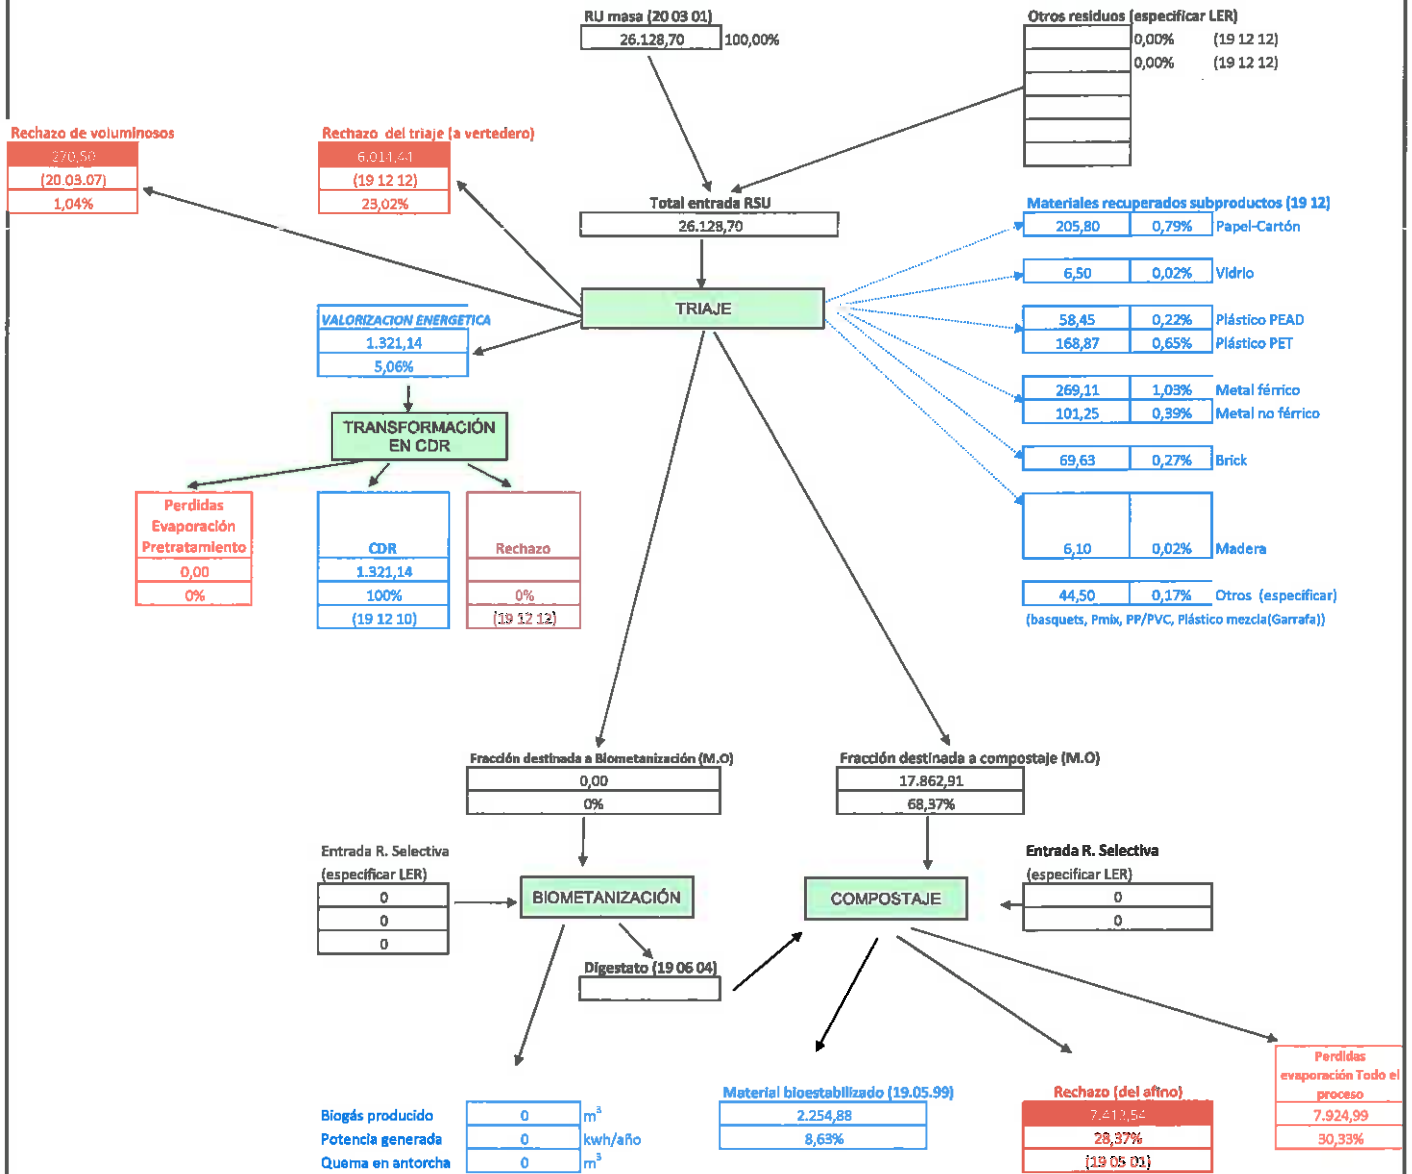 RU masa (20 03 01)
26.128,70 100,00%
Otros residuos (especificar LER)
0,00% (19 12 12)
0,00% (19 12 12)
Rechazo de voluminosos
270,50
(20.03.07)
1,04%
Rechazo del triaje (a vertedero)
6.014,44
(19 12 12)
23,02%
Total entrada RSU
26.128,70
Materiales recuperados subproductos (19 12)
205,80 0,79% Papel-Cartón
6,50 0,02% Vidrio
58,45 0,22% Plástico PEAD
168,87 0,65% Plástico PET
269,11 1,03% Metal férrico
101,25 0,39% Metal no férrico
69,63 0,27% Brick
6,10 0,02% Madera
44,50 0,17% Otros (especificar)
(basquets, Pmix, PP/PVC, Plástico mezcla(Garrafa))
TRIAJE
VALORIZACION ENERGETICA
1.321,14
5,06%
TRANSFORMACIÓN
EN CDR
Perdidas
Evaporación
Pretratamiento
0,00
0%
CDR
1.321,14
100%
(19 12 10)
Rechazo
0%
(19 12 12)
Fracción destinada a Biometanización (M.O)
0,00
0%
Fracción destinada a compostaje (M.O)
17.862,91
68,37%
Entrada R. Selectiva
(especificar LER)
0
0
0
BIOMETANIZACIÓN
COMPOSTAJE
Entrada R. Selectiva
(especificar LER)
0
0
Digestato (19 06 04)
Biogás producido 0 m³
Potencia generada 0 kwh/año
Quema en antorcha 0 m³
Material bioestabilizado (19.05.99)
2.254,88
8,63%
Rechazo (del afino)
7.412,54
28,37%
(19 05 01)
Perdidas
evaporación Todo el
proceso
7.924,99
30,33%